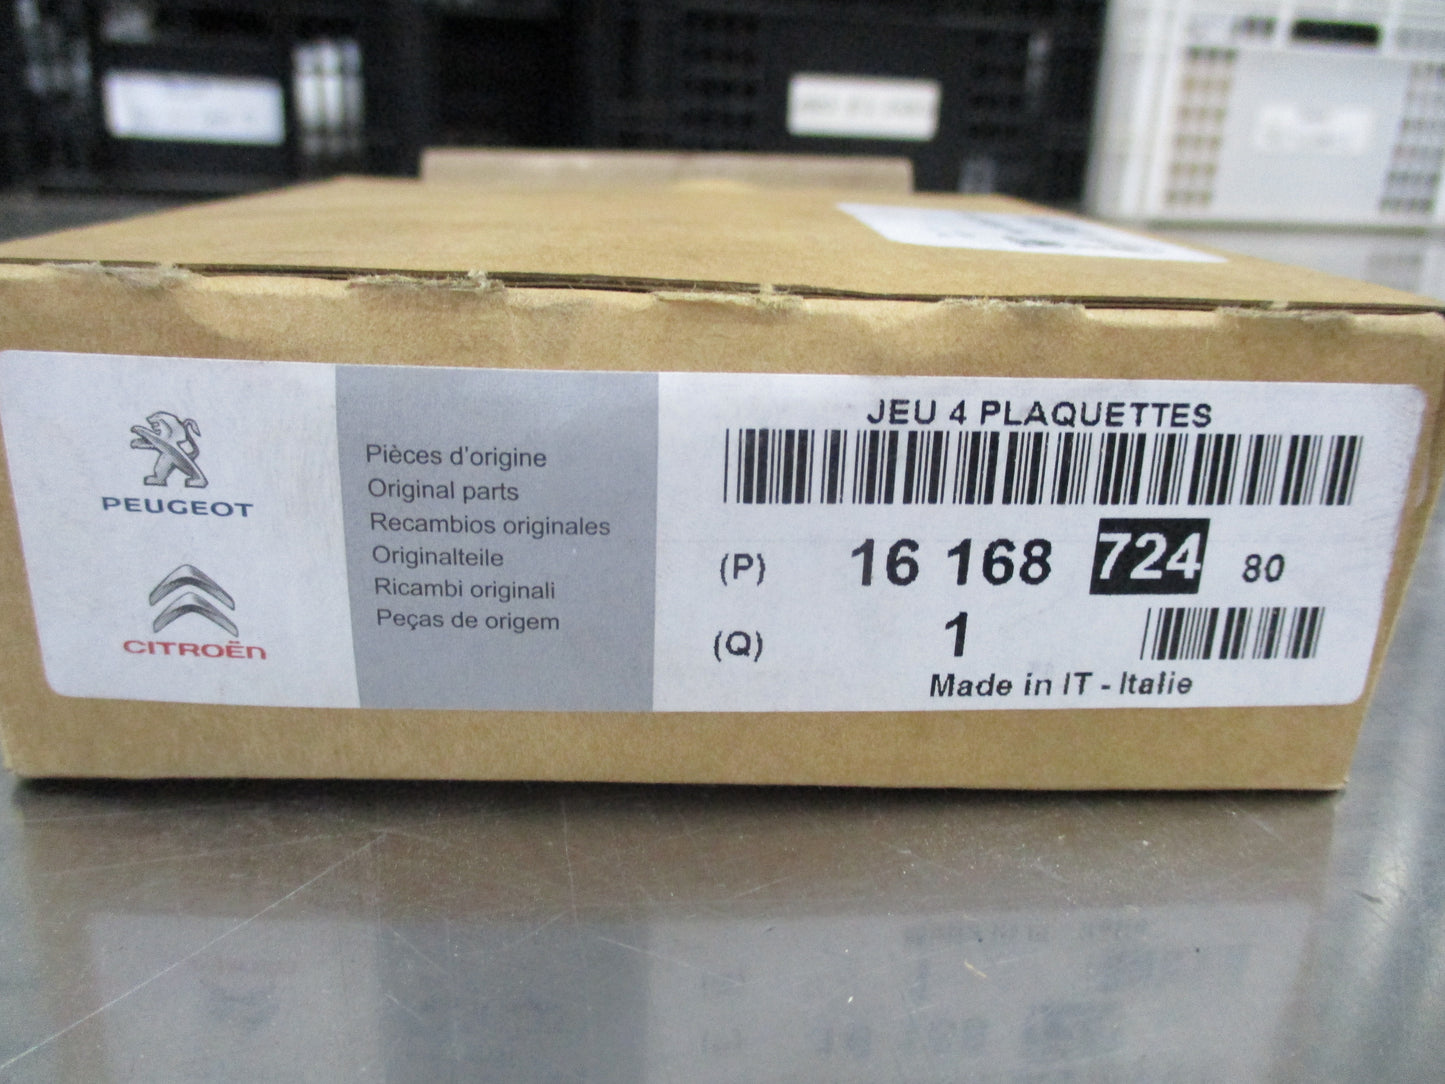 PEUGEOT
CITROËN
Pièces d'origine
Original parts
Recambios originales
Originalteile
Ricambi originali
Peças de origem
JEU 4 PLAQUETTES
(P) 16 168 724 80
(Q) 1
Made in IT - Italie